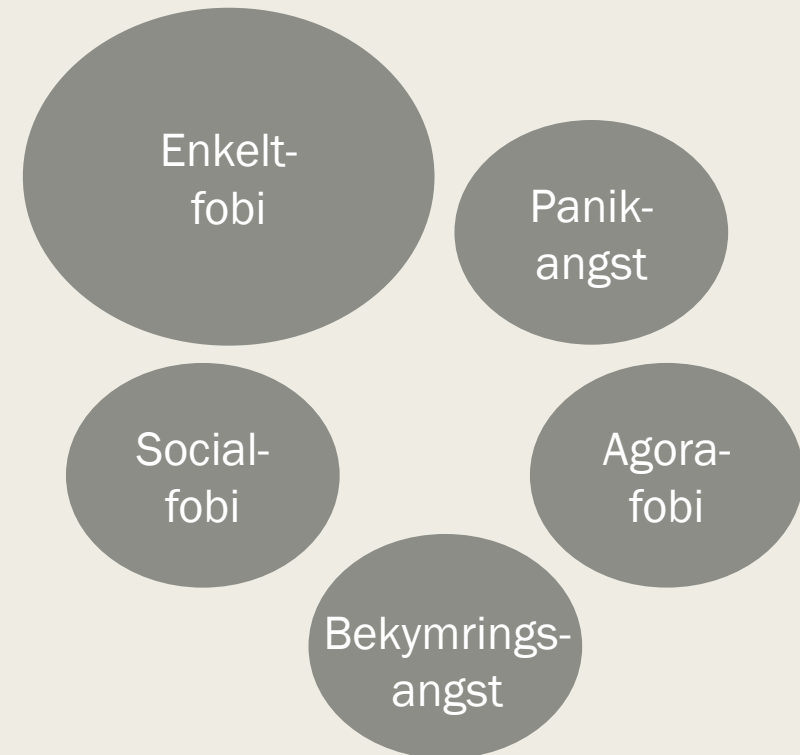 Enkelt-
fobi
Panik-
angst
Social-
fobi
Agora-
fobi
Bekymrings-
angst